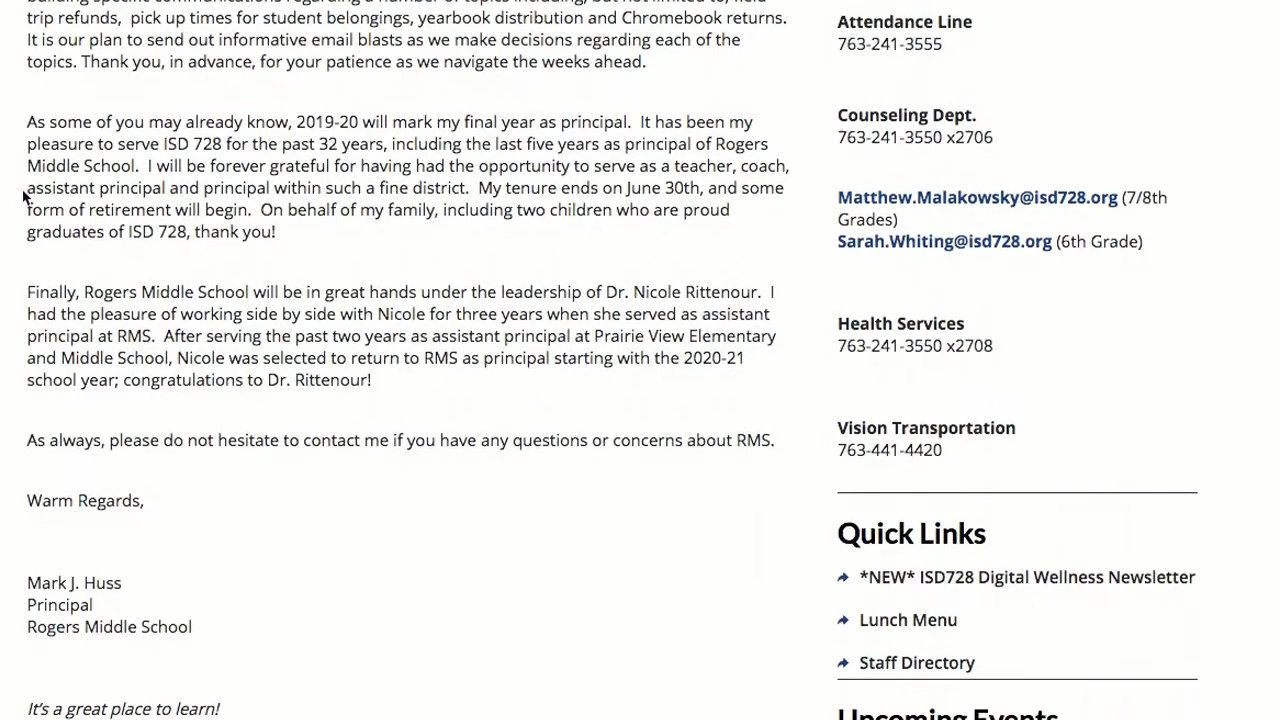 trip refunds, pick up times for student belongings, yearbook distribution and Chromebook returns.
It is our plan to send out informative email blasts as we make decisions regarding each of the
topics. Thank you, in advance, for your patience as we navigate the weeks ahead.
As some of you may already know, 2019-20 will mark my final year as principal. It has been my
pleasure to serve ISD 728 for the past 32 years, including the last five years as principal of Rogers
Middle School. I will be forever grateful for having had the opportunity to serve as a teacher, coach,
assistant principal and principal within such a fine district. My tenure ends on June 30th, and some
form of retirement will begin. On behalf of my family, including two children who are proud
graduates of ISD 728, thank you!
Finally, Rogers Middle School will be in great hands under the leadership of Dr. Nicole Rittenour. I
had the pleasure of working side by side with Nicole for three years when she served as assistant
principal at RMS. After serving the past two years as assistant principal at Prairie View Elementary
and Middle School, Nicole was selected to return to RMS as principal starting with the 2020-21
school year; congratulations to Dr. Rittenour!
As always, please do not hesitate to contact me if you have any questions or concerns about RMS.
Warm Regards,
Mark J. Huss
Principal
Rogers Middle School
It's a great place to learn!
Attendance Line
763-241-3555
Counseling Dept.
763-241-3550 x2706
Matthew.Malakowsky@isd728.org (7/8th
Grades)
Sarah.Whiting@isd728.org (6th Grade)
Health Services
763-241-3550 x2708
Vision Transportation
763-441-4420
Quick Links
*NEW* ISD728 Digital Wellness Newsletter
Lunch Menu
Staff Directory
Upcoming Events